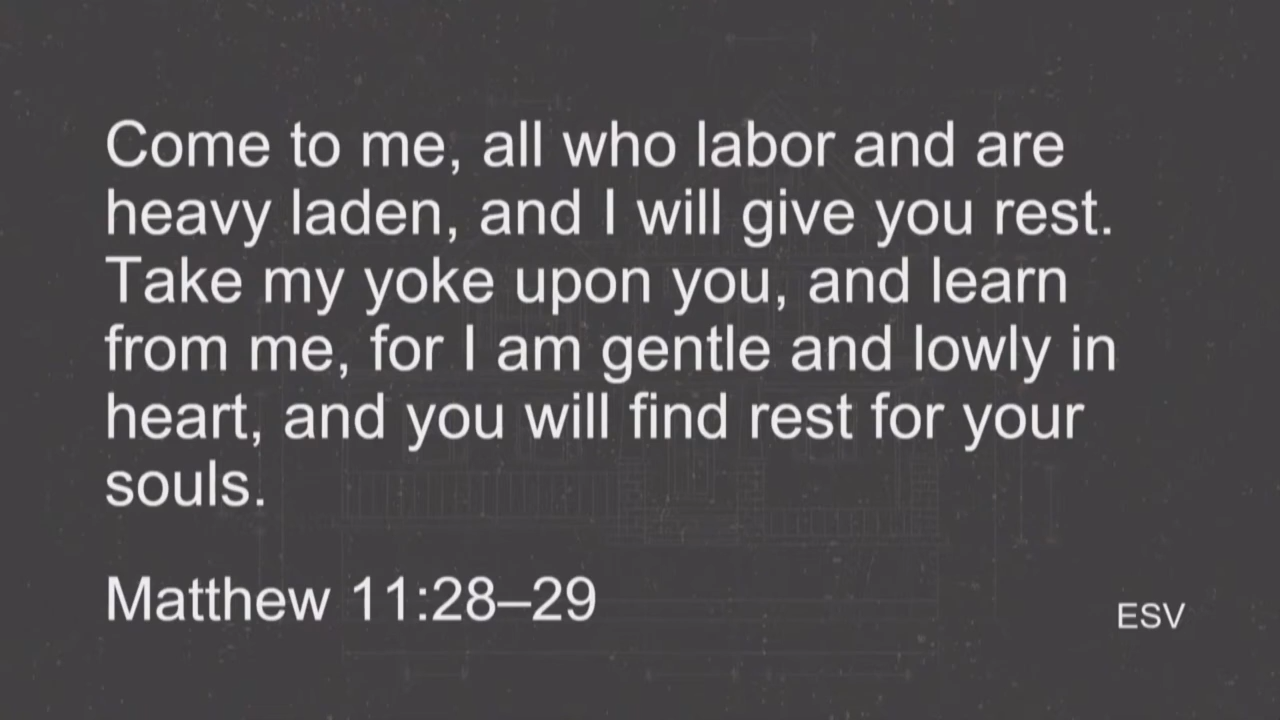 Come to me, all who labor and are
heavy laden, and I will give you rest.
Take my yoke upon you, and learn
from me, for I am gentle and lowly in
heart, and you will find rest for your
souls.
Matthew 11:28–29
ESV